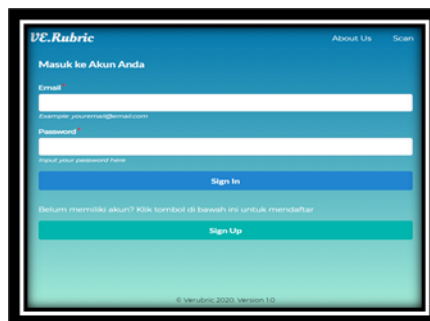 VE.Rubric
About Us Scan
Masuk ke Akun Anda
Email *
Example: youremail@email.com
Password *
Input your password here
Sign In
Belum memiliki akun? Klik tombol di bawah ini untuk mendaftar
Sign Up
© Verubric 2020. Version 1.0